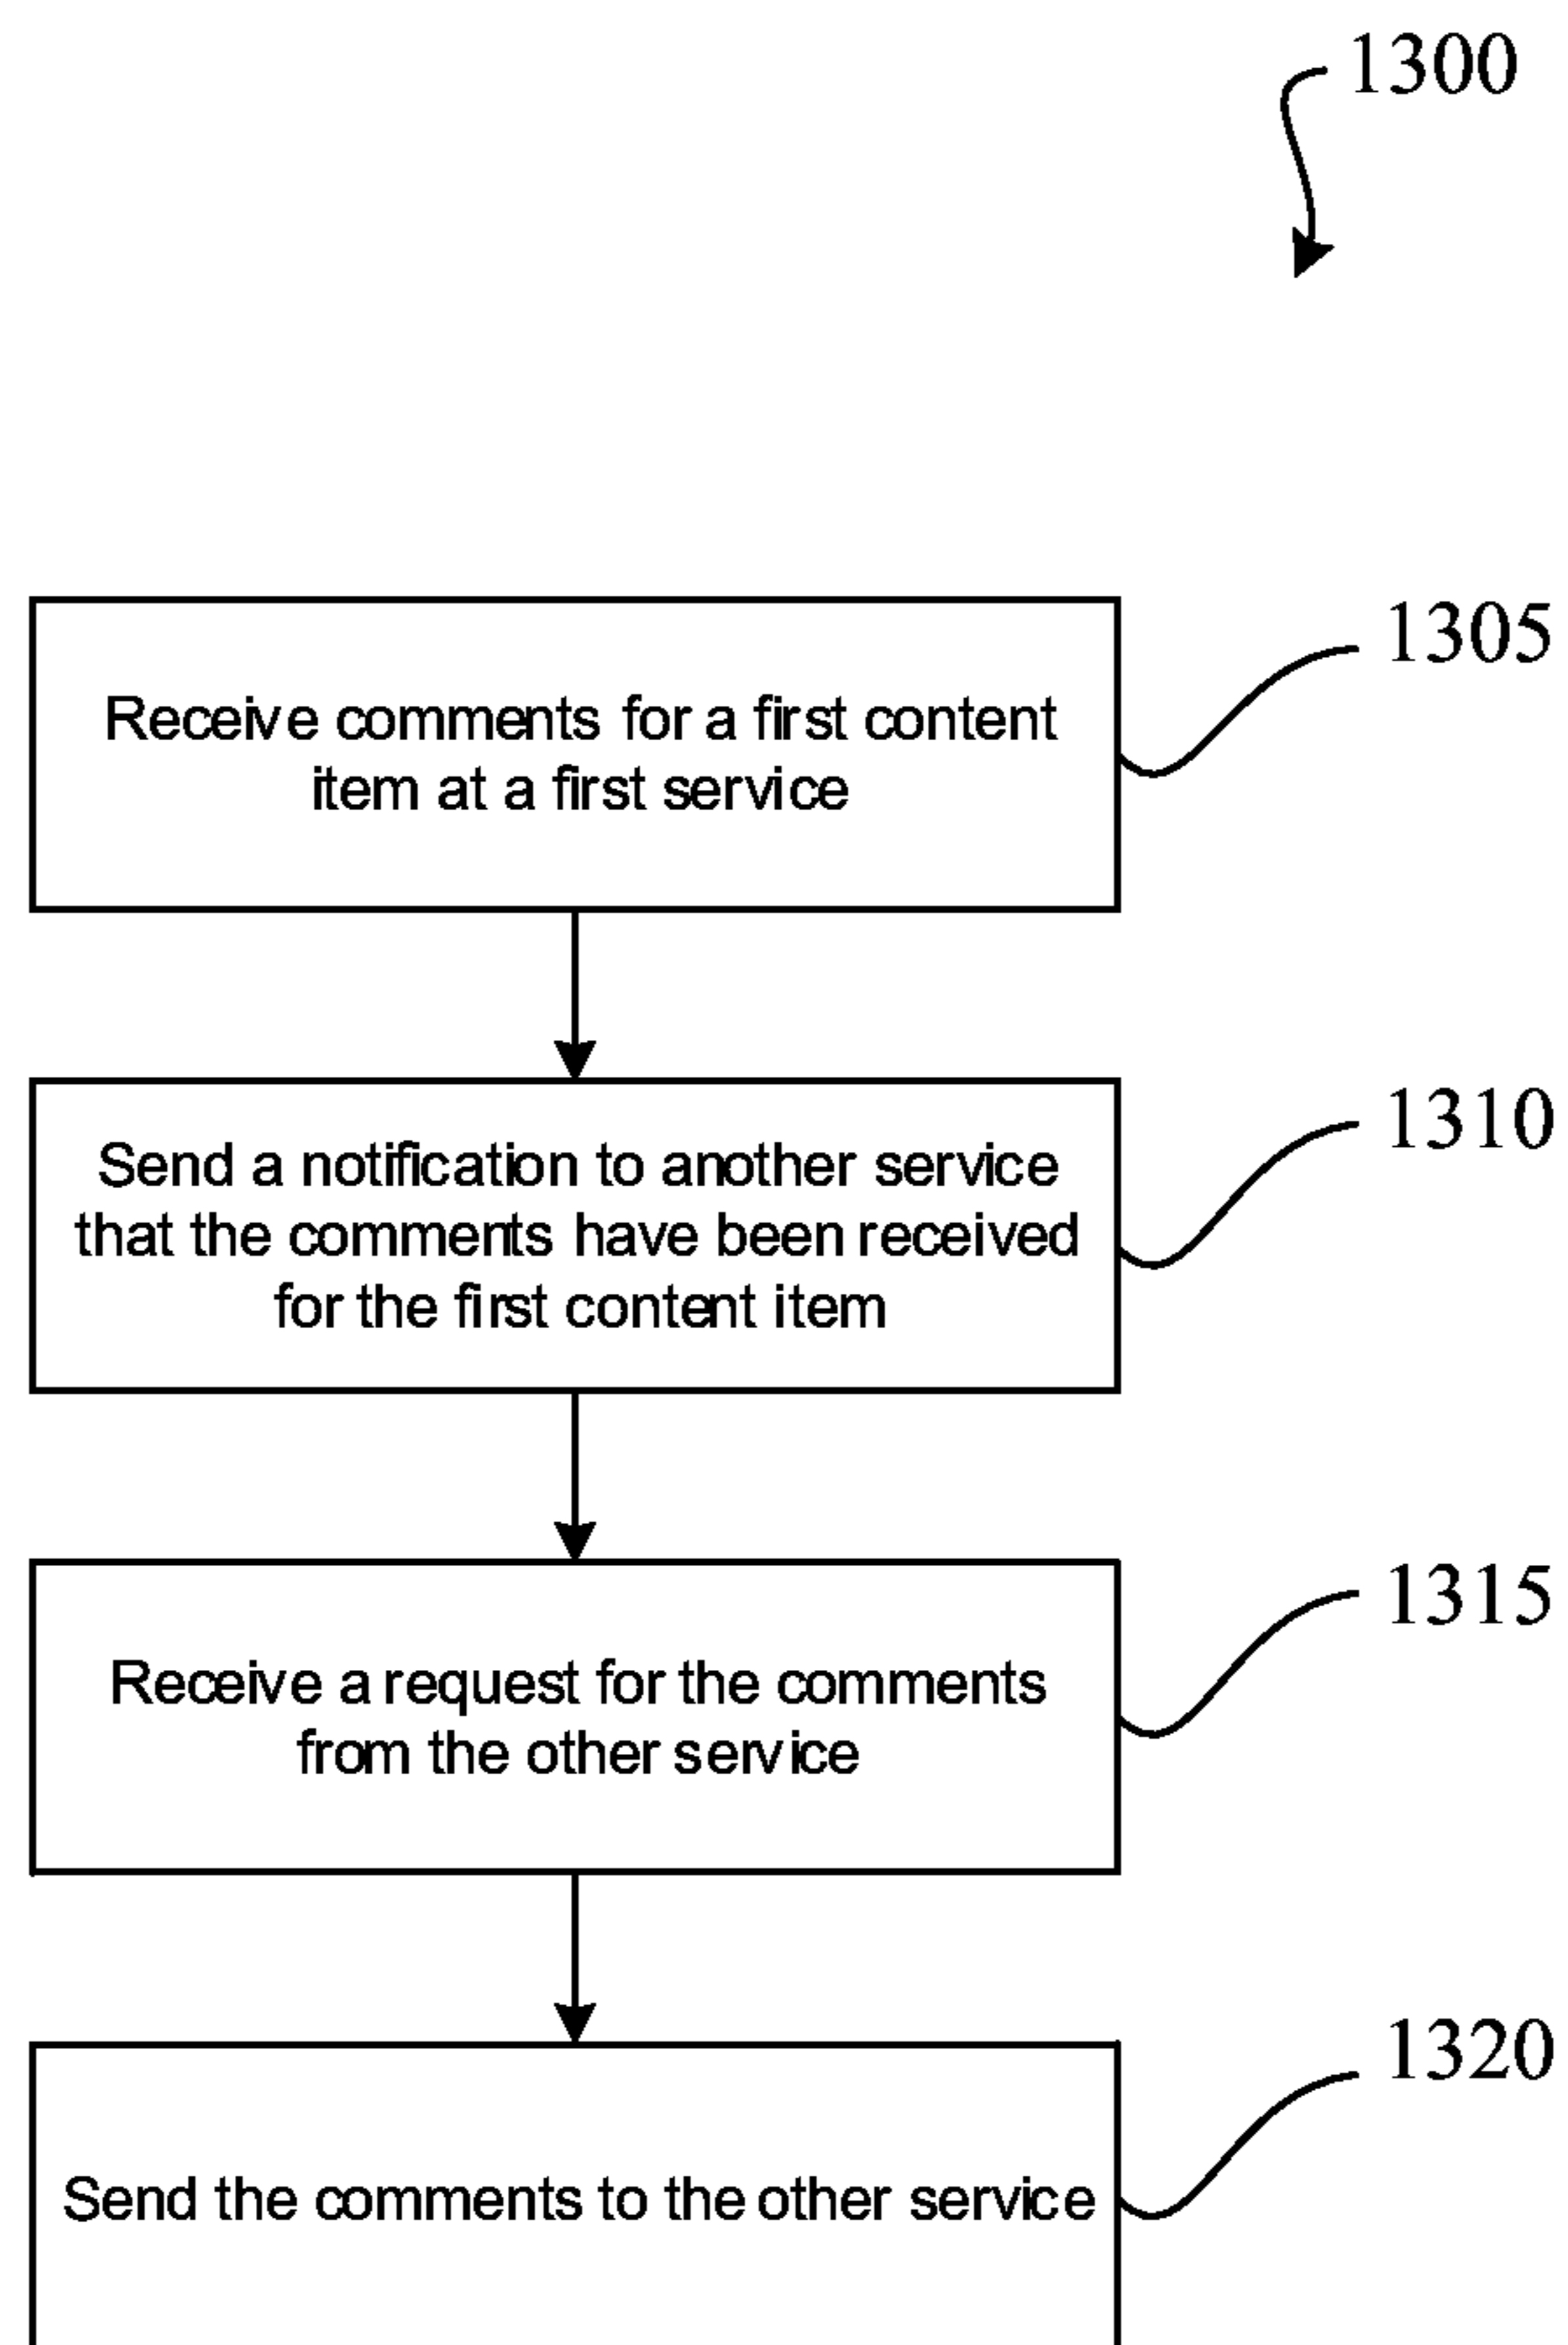 1300
1305
Receive comments for a first content
item at a first service
1310
Send a notification to another service
that the comments have been received
for the first content item
1315
Receive a request for the comments
from the other service
1320
Send the comments to the other service